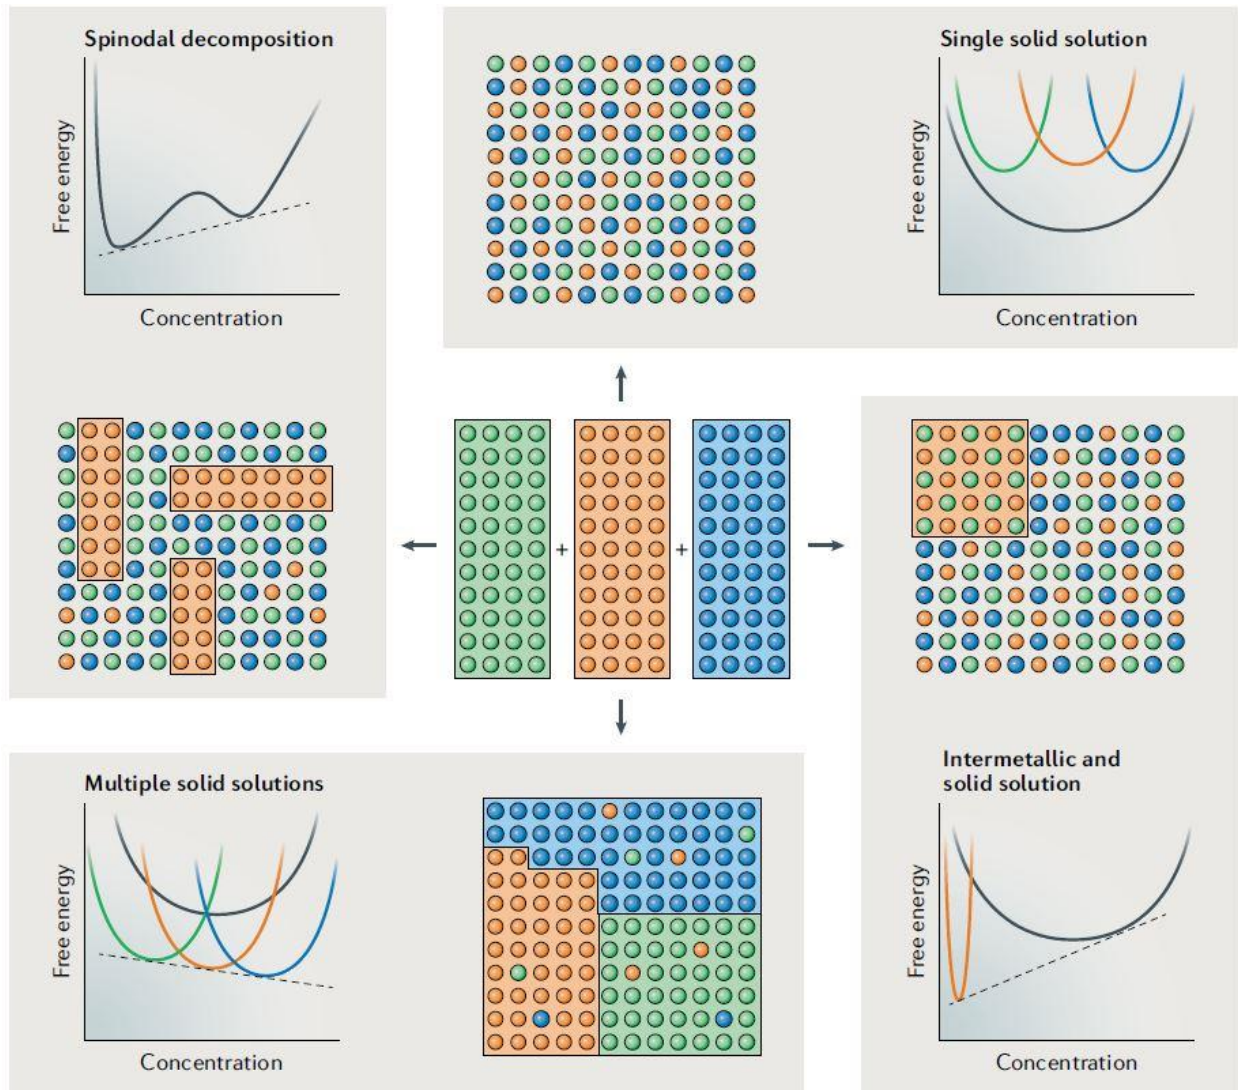 Spinodal decomposition
Free energy
Concentration
Single solid solution
Free energy
Concentration
+
+
Multiple solid solutions
Free energy
Concentration
Intermetallic and
solid solution
Free energy
Concentration